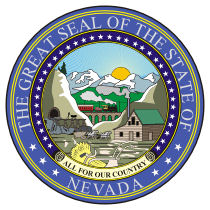 THE GREAT SEAL OF THE STATE OF
NEVADA
ALL FOR OUR COUNTRY